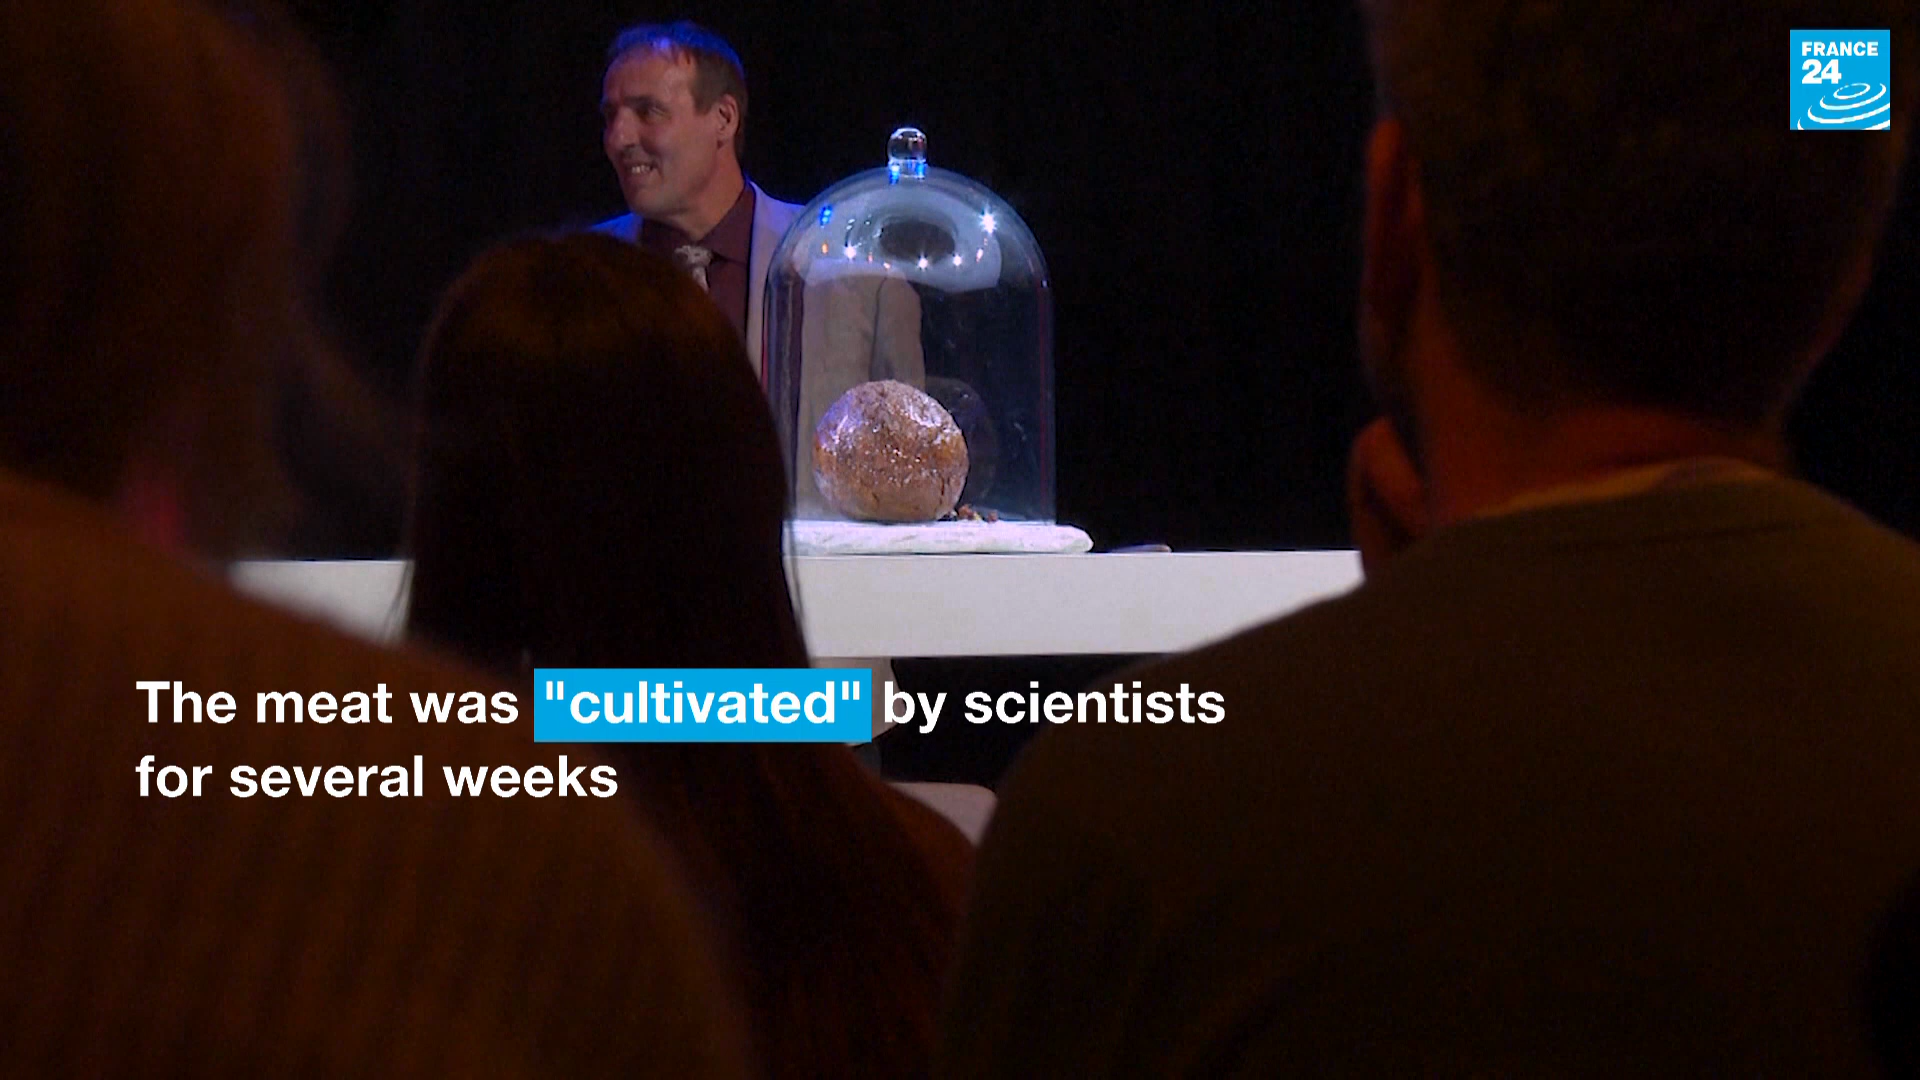 FRANCE
24
The meat was "cultivated" by scientists
for several weeks